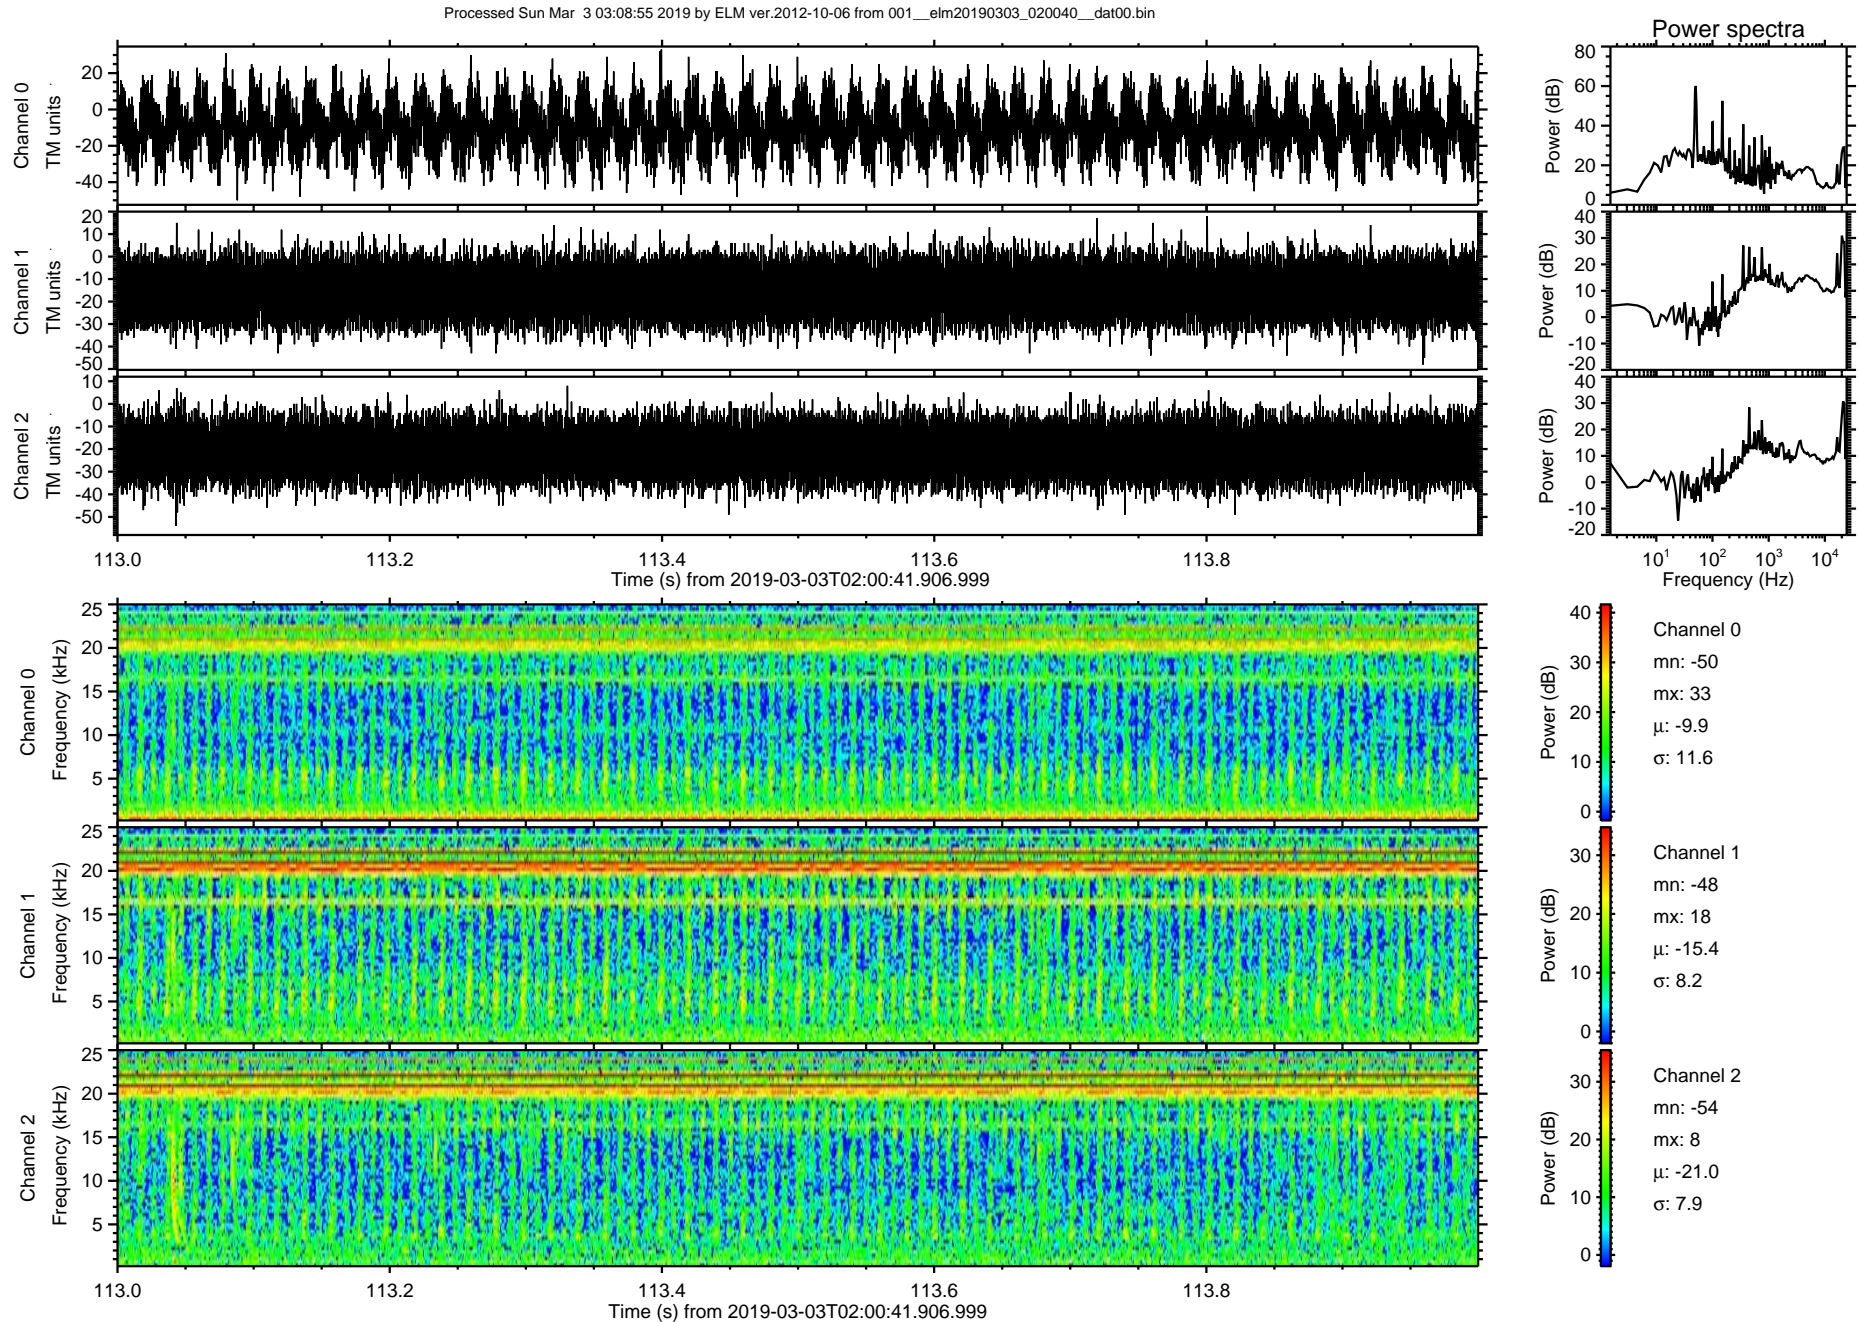 Processed Sun Mar  3 03:08:55 2019 by ELM ver.2012-10-06 from 001__elm20190303_020040__dat00.bin
Power spectra
Channel 0
TM units
20
0
-20
-40
Power (dB)
80
60
40
20
0
Channel 1
TM units
20
10
0
-10
-20
-30
-40
-50
Power (dB)
40
30
20
10
0
-10
-20
Channel 2
TM units
10
0
-10
-20
-30
-40
-50
Power (dB)
40
30
20
10
0
-10
-20
113.0 113.2 113.4 113.6 113.8
Time (s) from 2019-03-03T02:00:41.906.999
10^1 10^2 10^3 10^4
Frequency (Hz)
Channel 0
Frequency (kHz)
25
20
15
10
5
Power (dB)
40
30
20
10
0
Channel 0
mn: -50
mx: 33
μ: -9.9
σ: 11.6
Channel 1
Frequency (kHz)
25
20
15
10
5
Power (dB)
30
20
10
0
Channel 1
mn: -48
mx: 18
μ: -15.4
σ: 8.2
Channel 2
Frequency (kHz)
25
20
15
10
5
Power (dB)
30
20
10
0
Channel 2
mn: -54
mx: 8
μ: -21.0
σ: 7.9
113.0 113.2 113.4 113.6 113.8
Time (s) from 2019-03-03T02:00:41.906.999